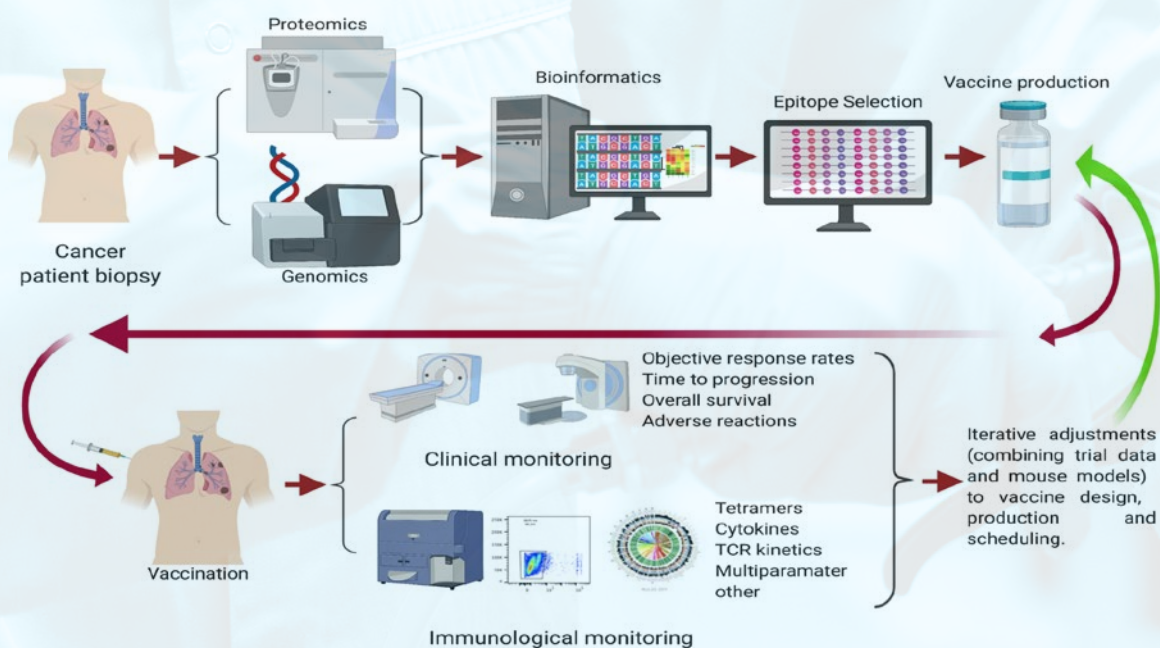 Proteomics
Bioinformatics
Epitope Selection
Vaccine production
Cancer
patient biopsy
Genomics
Objective response rates
Time to progression
Overall survival
Adverse reactions
Clinical monitoring
Iterative adjustments
(combining trial data
and mouse models)
to vaccine design,
production and
scheduling.
Vaccination
Tetramers
Cytokines
TCR kinetics
Multiparamater
other
Immunological monitoring